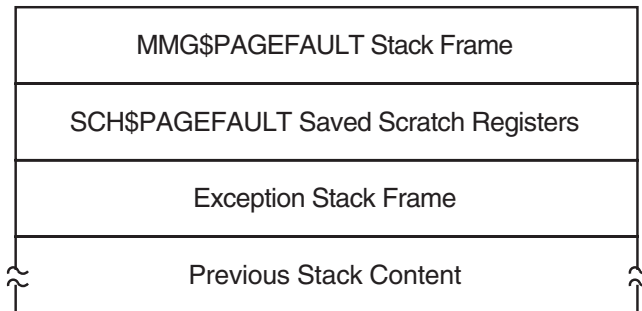 MMG$PAGEFAULT Stack Frame
SCH$PAGEFAULT Saved Scratch Registers
Exception Stack Frame
Previous Stack Content